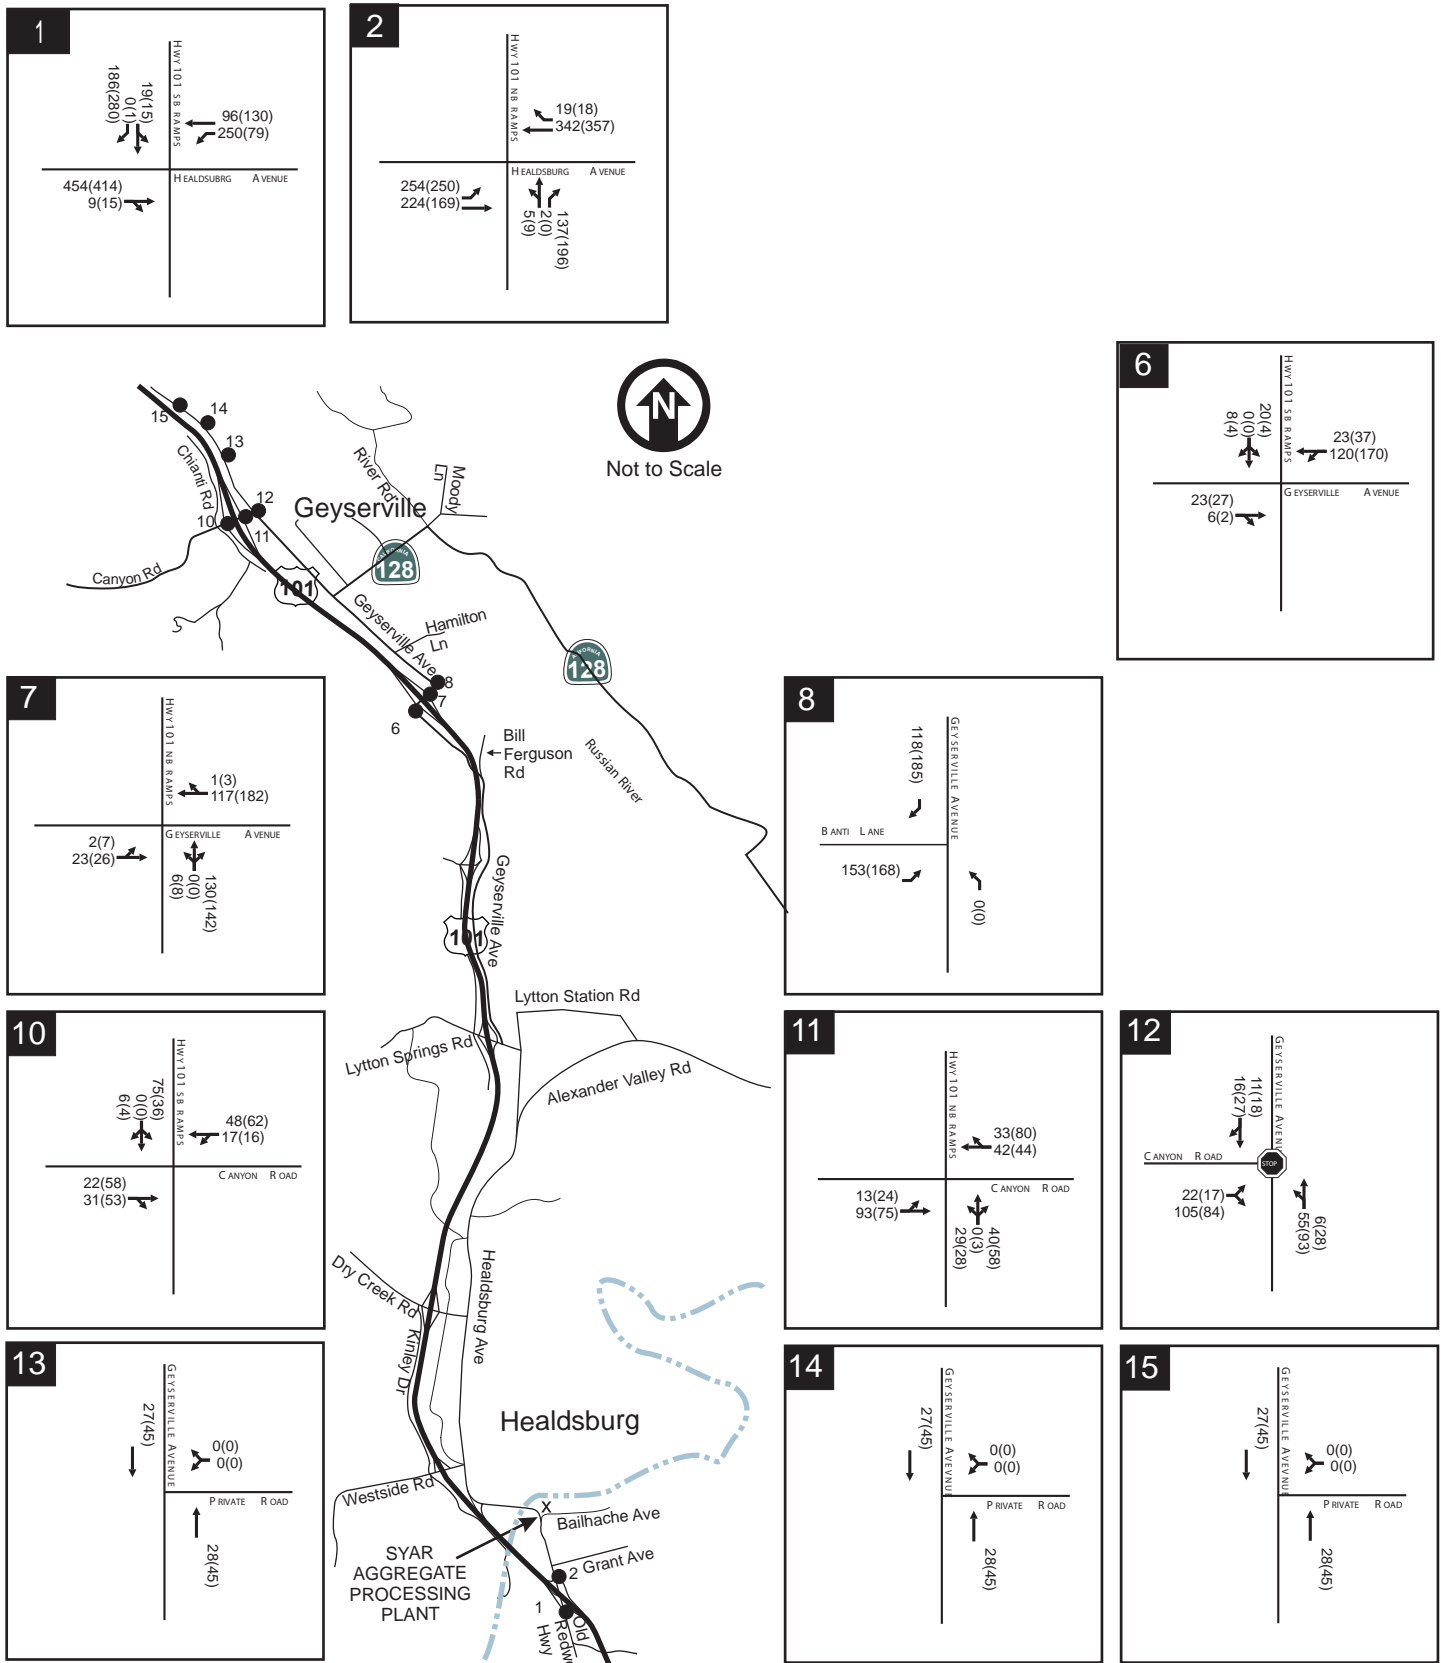 1
HWY 101 SB RAMPS
186(280)
0(1)
19(15)
96(130)
250(79)
HEALDSUBRG AVENUE
454(414)
9(15)
2
HWY 101 NB RAMPS
19(18)
342(357)
HEALDSBURG AVENUE
254(250)
224(169)
5(9)
2(0)
137(196)
6
HWY 101 SB RAMPS
8(4)
0(0)
20(4)
23(37)
120(170)
GEYSERVILLE AVENUE
23(27)
6(2)
N
Not to Scale
15
14
13
12
10
11
Chianti Rd
Canyon Rd
River Rd
Moody Ln
Geyserville
128
101
Geyserville Ave
Hamilton Ln
CALIFORNIA
128
8
7
6
Bill
Ferguson
Rd
Russian River
7
HWY 101 NB RAMPS
1(3)
117(182)
GEYSERVILLE AVENUE
2(7)
23(26)
6(8)
0(0)
130(142)
8
GEYSERVILLE AVENUE
118(185)
BANTI LANE
153(168)
0(0)
Geyserville Ave
101
Lytton Station Rd
Lytton Springs Rd
Alexander Valley Rd
10
HWY 101 SB RAMPS
6(4)
0(0)
75(36)
48(62)
17(16)
CANYON ROAD
22(58)
31(53)
11
HWY 101 NB RAMPS
33(80)
42(44)
CANYON ROAD
13(24)
93(75)
29(28)
0(3)
40(58)
12
GEYSERVILLE AVENU
16(27)
11(18)
CANYON ROAD
STOP
22(17)
105(84)
55(93)
6(28)
Dry Creek Rd
Kinley Dr
Healdsburg Ave
Healdsburg
Westside Rd
x
Bailhache Ave
SYAR
AGGREGATE
PROCESSING
PLANT
2 Grant Ave
1
Old
Redw
Hwy
13
GEYSERVILLE AVENUE
27(45)
0(0)
0(0)
PRIVATE ROAD
28(45)
14
GEYSERVILLE AVEVNU
27(45)
0(0)
0(0)
PRIVATE ROAD
28(45)
15
GEYSERVILLE AVEVNU
27(45)
0(0)
0(0)
PRIVATE ROAD
28(45)